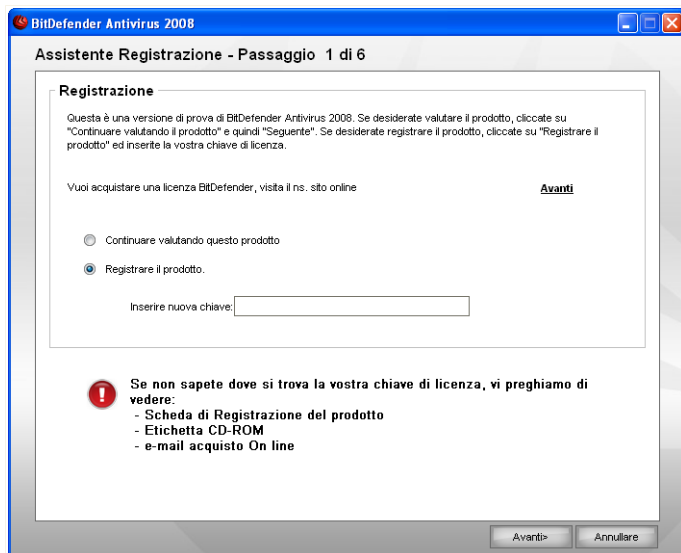 BitDefender Antivirus 2008
Assistente Registrazione - Passaggio 1 di 6
Registrazione
Questa è una versione di prova di BitDefender Antivirus 2008. Se desiderate valutare il prodotto, cliccate su
"Continuare valutando il prodotto" e quindi "Seguente". Se desiderate registrare il prodotto, cliccate su "Registrare il
prodotto" ed inserite la vostra chiave di licenza.
Vuoi acquistare una licenza BitDefender, visita il ns. sito online Avanti
Continuare valutando questo prodotto
Registrare il prodotto.
Inserire nuova chiave:
Se non sapete dove si trova la vostra chiave di licenza, vi preghiamo di
vedere:
- Scheda di Registrazione del prodotto
- Etichetta CD-ROM
- e-mail acquisto On line
Avanti> Annullare